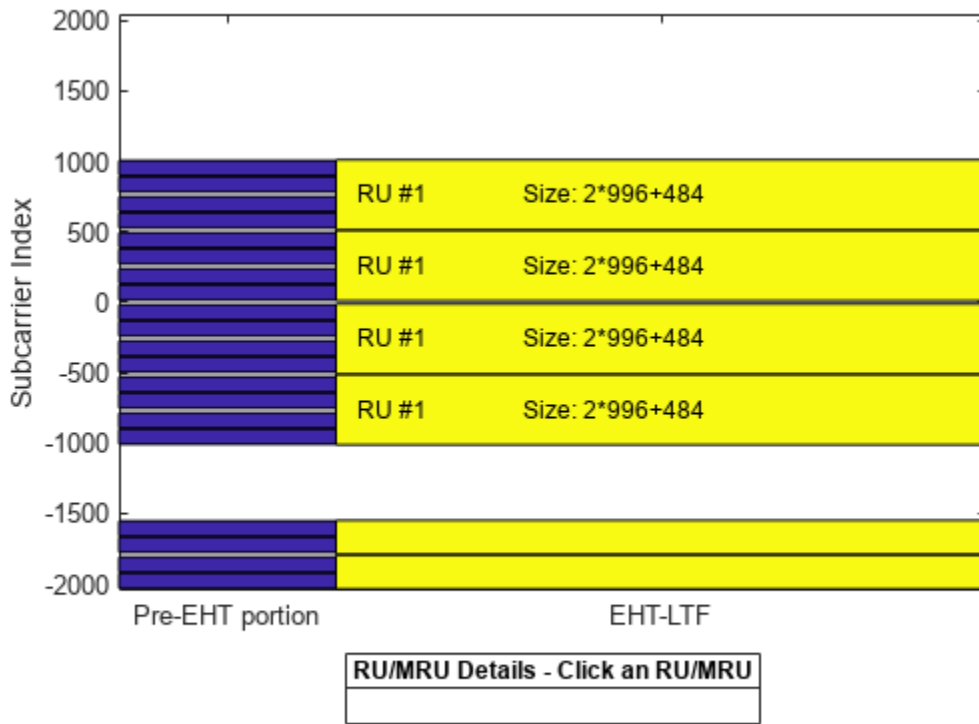 2000
1500
1000
RU #1 Size: 2*996+484
500
RU #1 Size: 2*996+484
0
RU #1 Size: 2*996+484
-500
RU #1 Size: 2*996+484
-1000
-1500
-2000
Subcarrier Index
Pre-EHT portion EHT-LTF
RU/MRU Details - Click an RU/MRU